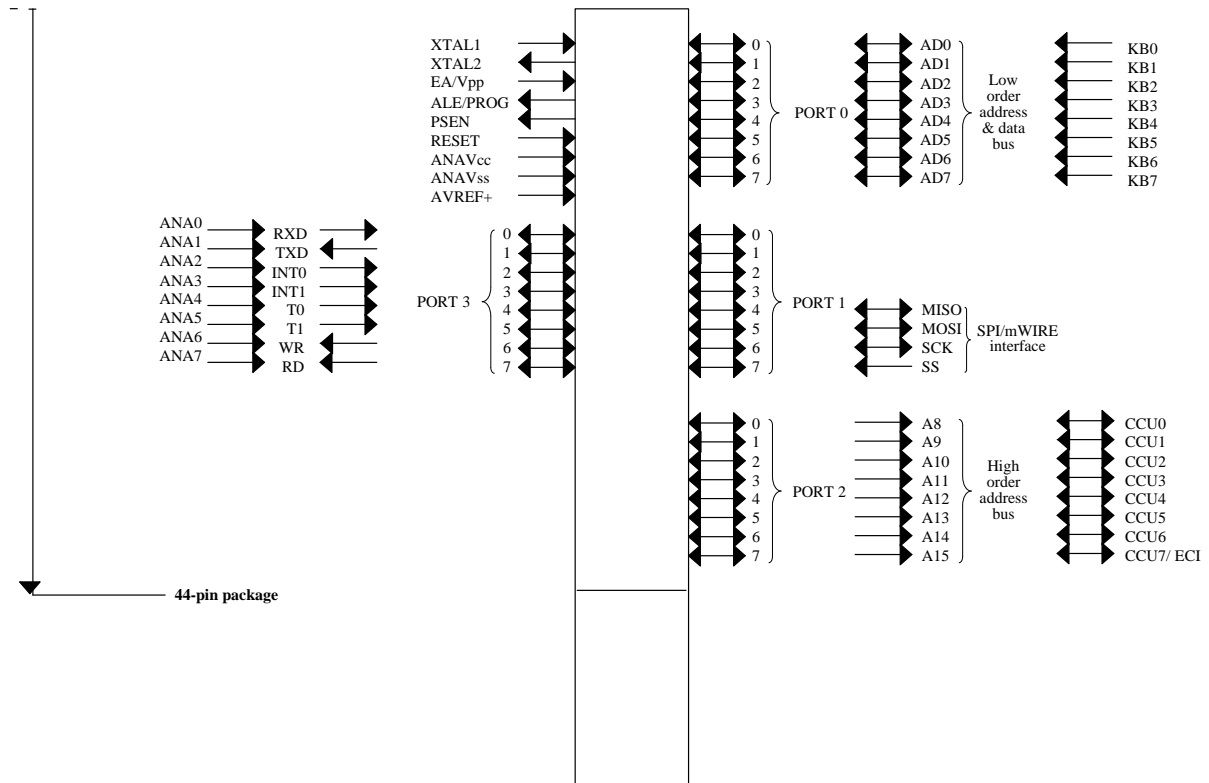 XTAL1
XTAL2
EA/Vpp
ALE/PROG
PSEN
RESET
ANAVcc
ANAVss
AVREF+
0
1
2
3
4
5
6
7
PORT 0
AD0
AD1
AD2
AD3
AD4
AD5
AD6
AD7
Low
order
address
& data
bus
KB0
KB1
KB2
KB3
KB4
KB5
KB6
KB7
ANA0
ANA1
ANA2
ANA3
ANA4
ANA5
ANA6
ANA7
RXD
TXD
INT0
INT1
T0
T1
WR
RD
PORT 3
0
1
2
3
4
5
6
7
0
1
2
3
4
5
6
7
PORT 1
MISO
MOSI
SCK
SS
SPI/mWIRE
interface
0
1
2
3
4
5
6
7
PORT 2
A8
A9
A10
A11
A12
A13
A14
A15
High
order
address
bus
CCU0
CCU1
CCU2
CCU3
CCU4
CCU5
CCU6
CCU7/ ECI
44-pin package